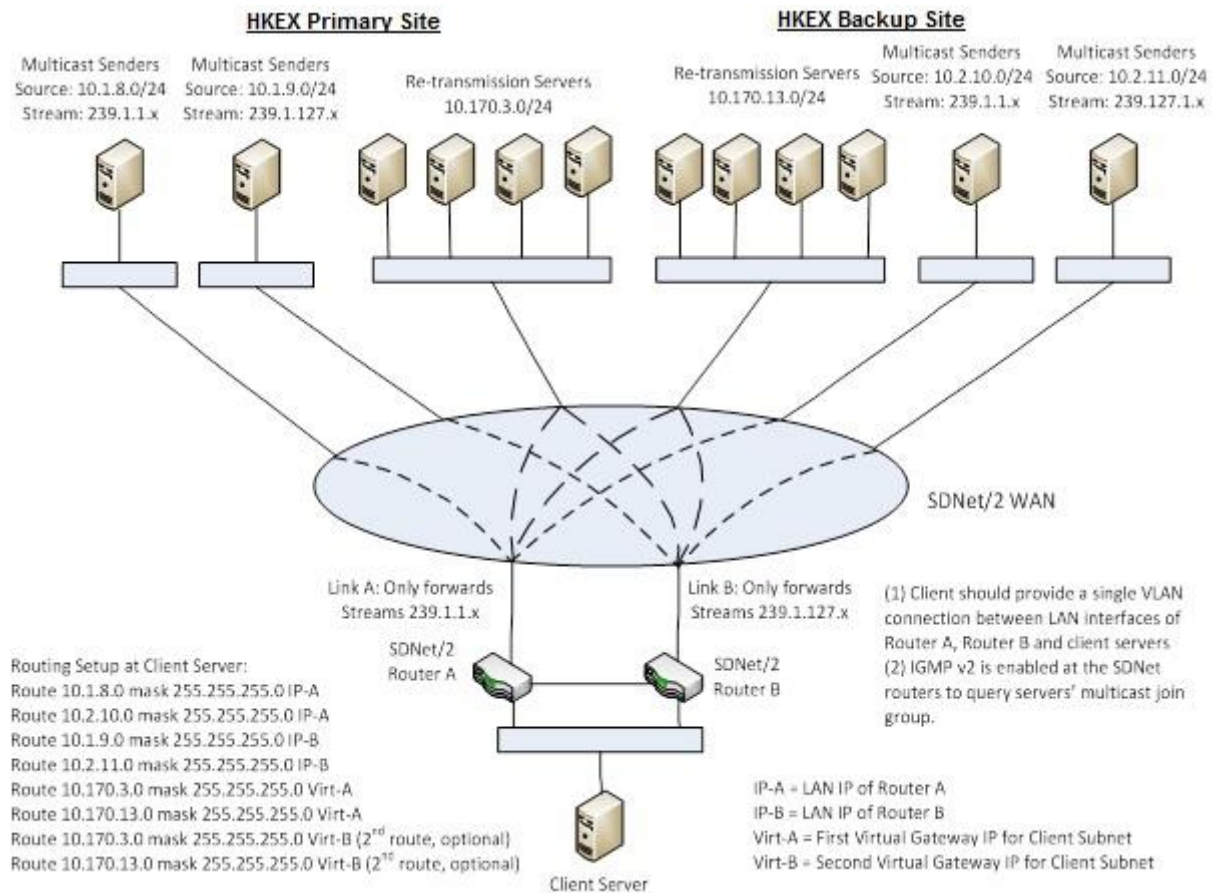 HKEX Primary Site
HKEX Backup Site
Multicast Senders
Source: 10.1.8.0/24
Stream: 239.1.1.x
Multicast Senders
Source: 10.1.9.0/24
Stream: 239.1.127.x
Re-transmission Servers
10.170.3.0/24
Re-transmission Servers
10.170.13.0/24
Multicast Senders
Source: 10.2.10.0/24
Stream: 239.1.1.x
Multicast Senders
Source: 10.2.11.0/24
Stream: 239.127.1.x
SDNet/2 WAN
Link A: Only forwards
Streams 239.1.1.x
Link B: Only forwards
Streams 239.1.127.x
SDNet/2
Router A
SDNet/2
Router B
(1) Client should provide a single VLAN
connection between LAN interfaces of
Router A, Router B and client servers
(2) IGMP v2 is enabled at the SDNet
routers to query servers' multicast join
group.
Routing Setup at Client Server:
Route 10.1.8.0 mask 255.255.255.0 IP-A
Route 10.2.10.0 mask 255.255.255.0 IP-A
Route 10.1.9.0 mask 255.255.255.0 IP-B
Route 10.2.11.0 mask 255.255.255.0 IP-B
Route 10.170.3.0 mask 255.255.255.0 Virt-A
Route 10.170.13.0 mask 255.255.255.0 Virt-A
Route 10.170.3.0 mask 255.255.255.0 Virt-B (2nd route, optional)
Route 10.170.13.0 mask 255.255.255.0 Virt-B (2nd route, optional)
Client Server
IP-A = LAN IP of Router A
IP-B = LAN IP of Router B
Virt-A = First Virtual Gateway IP for Client Subnet
Virt-B = Second Virtual Gateway IP for Client Subnet